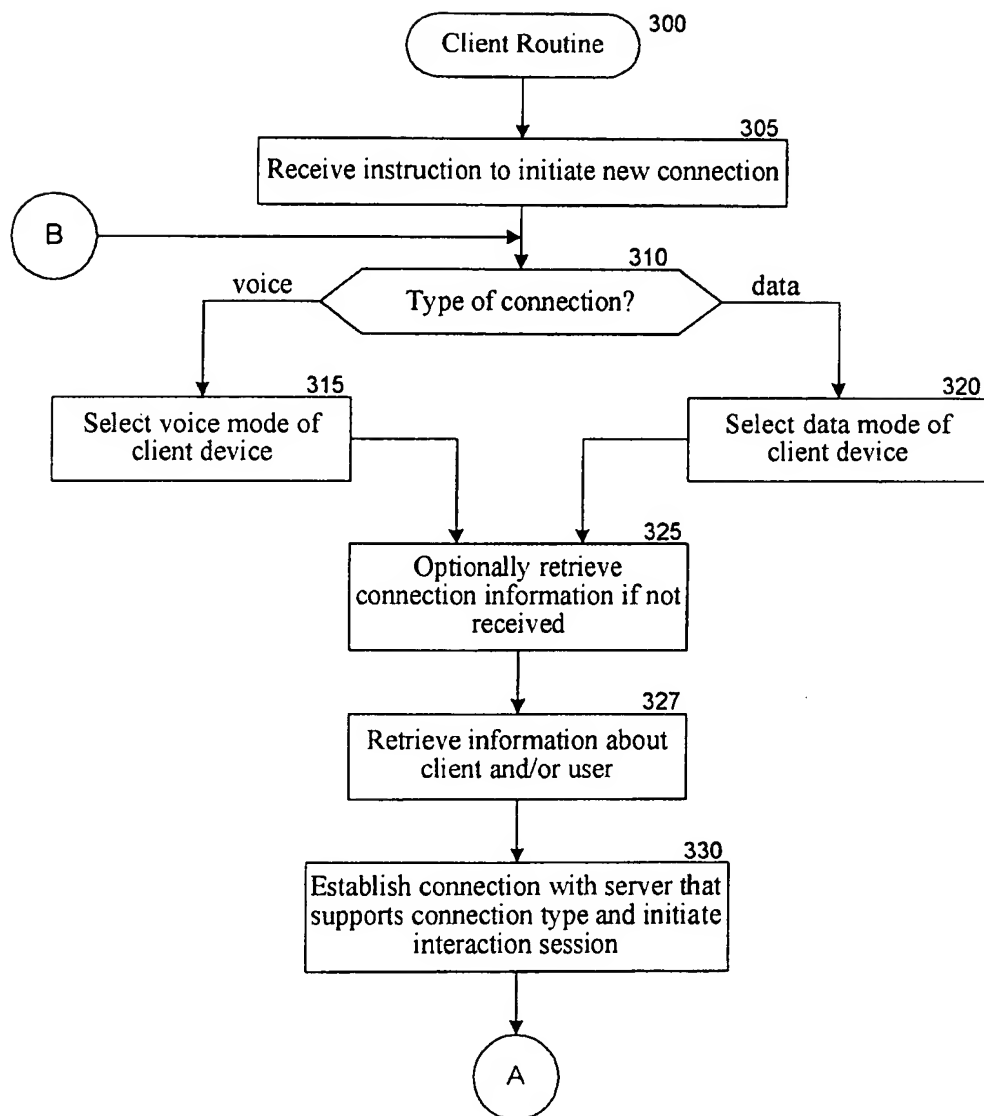 300
Client Routine
305
Receive instruction to initiate new connection
B
310
voice
Type of connection?
data
315
Select voice mode of
client device
320
Select data mode of
client device
325
Optionally retrieve
connection information if not
received
327
Retrieve information about
client and/or user
330
Establish connection with server that
supports connection type and initiate
interaction session
A